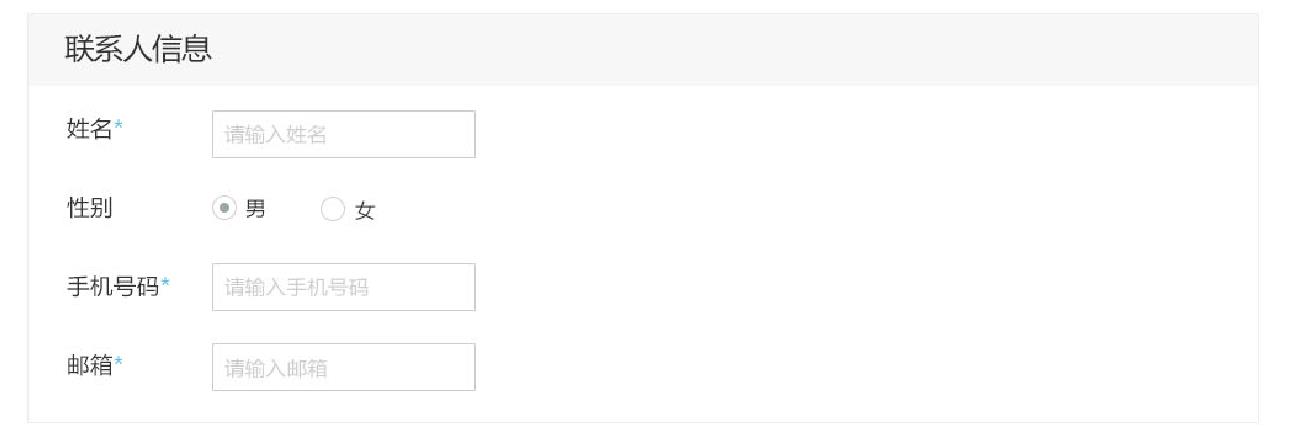 联系人信息
姓名* 请输入姓名
性别 男 女
手机号码* 请输入手机号码
邮箱* 请输入邮箱